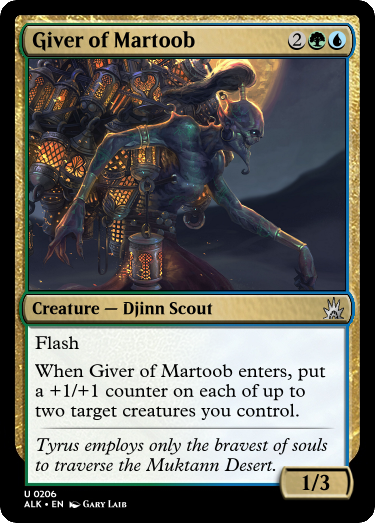 Giver of Martoob 2
Creature — Djinn Scout
Flash
When Giver of Martoob enters, put
a +1/+1 counter on each of up to
two target creatures you control.
Tyrus employs only the bravest of souls
to traverse the Muktann Desert.
1/3
U 0206
ALK • EN Gary Laib